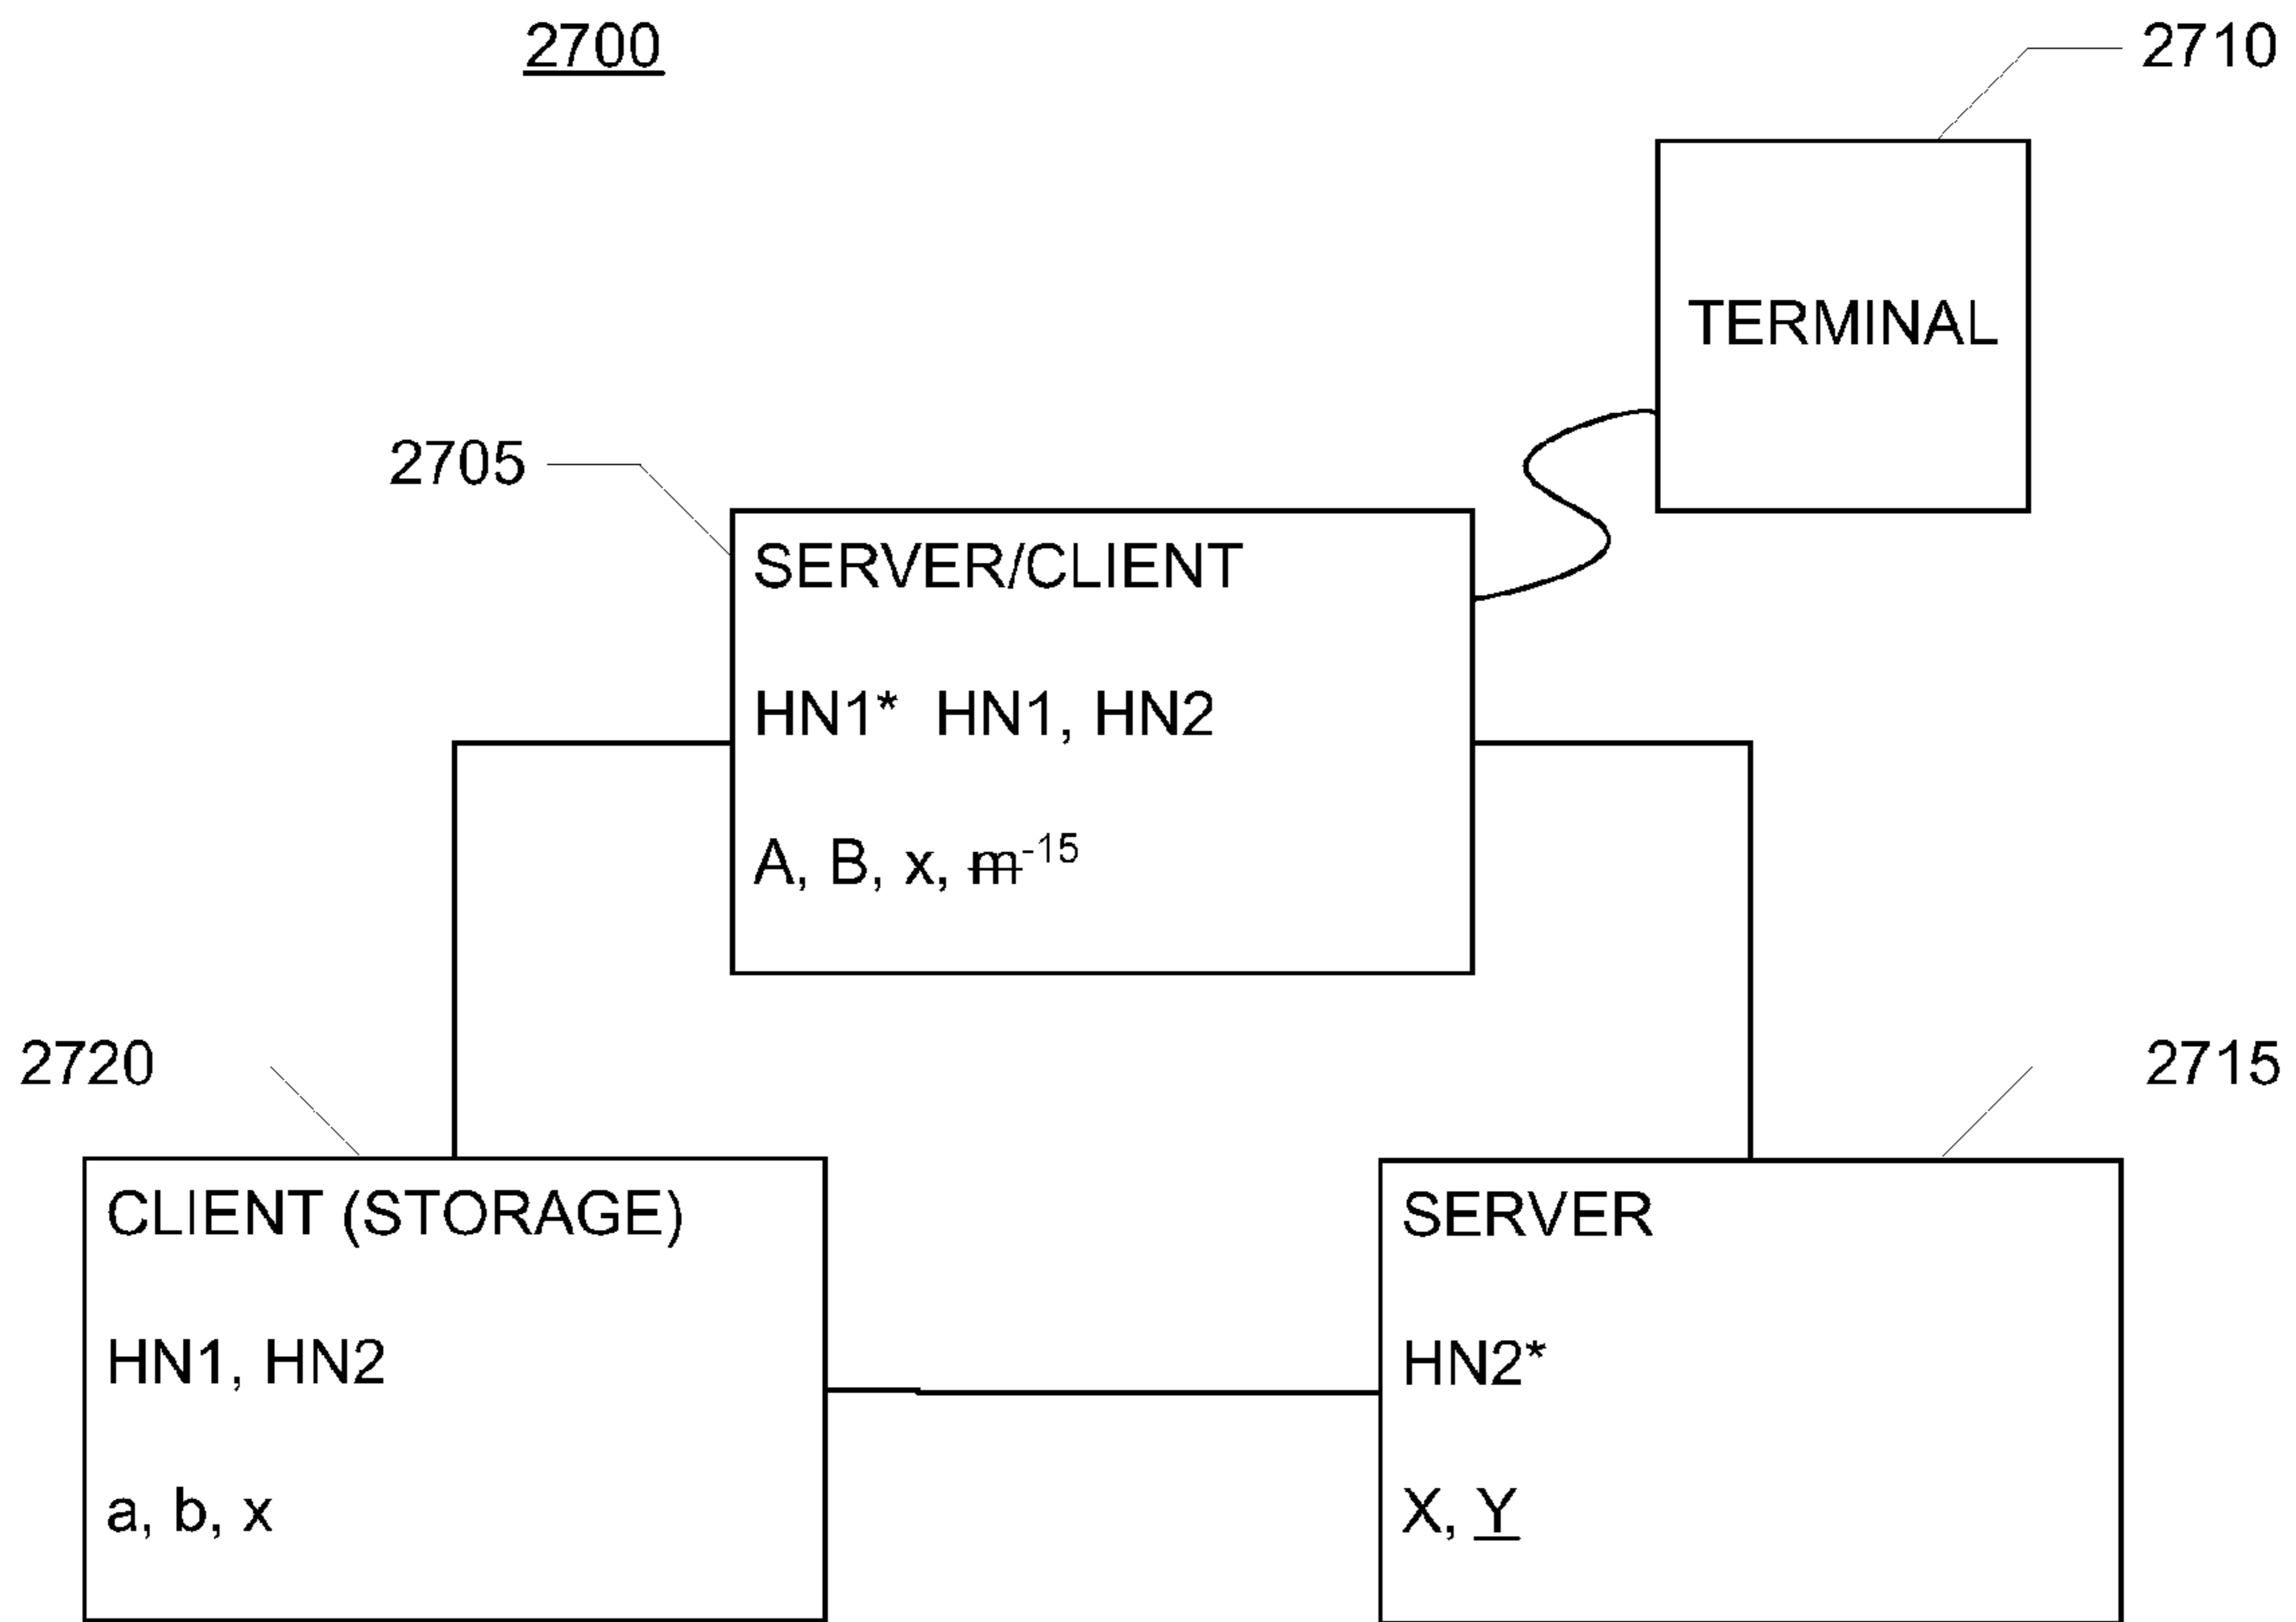 2700
2710
TERMINAL
2705
SERVER/CLIENT
HN1* HN1, HN2
A, B, x, m-15
2720
2715
CLIENT (STORAGE)
HN1, HN2
a, b, x
SERVER
HN2*
X, Y